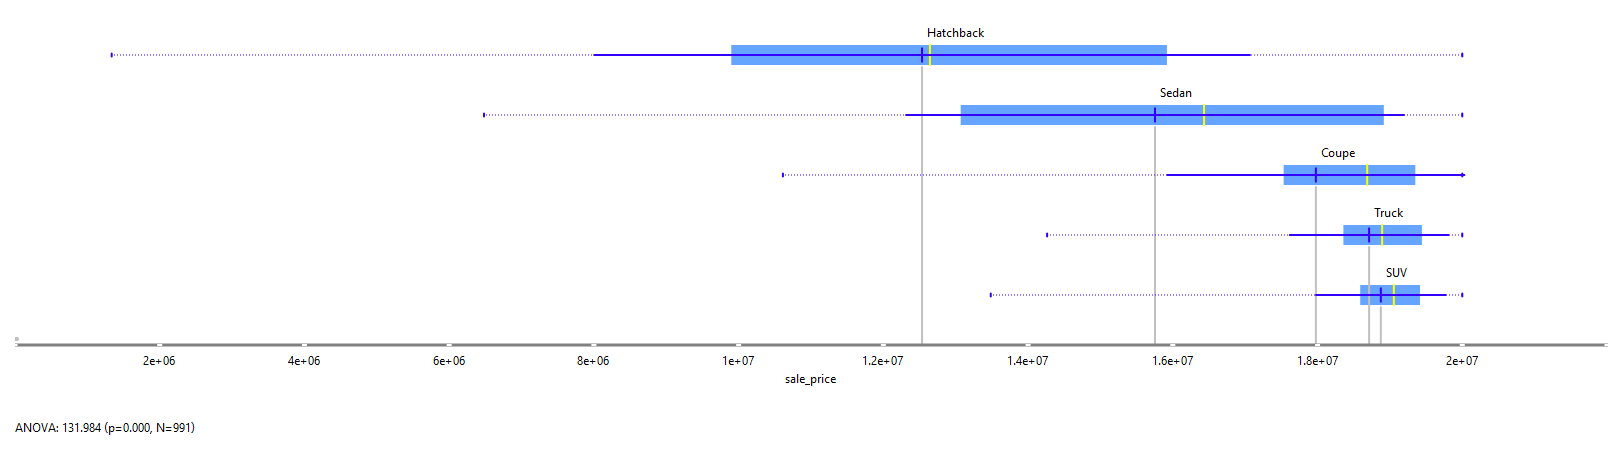 Hatchback
Sedan
Coupe
Truck
SUV
2e+06 4e+06 6e+06 8e+06 1e+07 1.2e+07 1.4e+07 1.6e+07 1.8e+07 2e+07
sale_price
ANOVA: 131.984 (p=0.000, N=991)